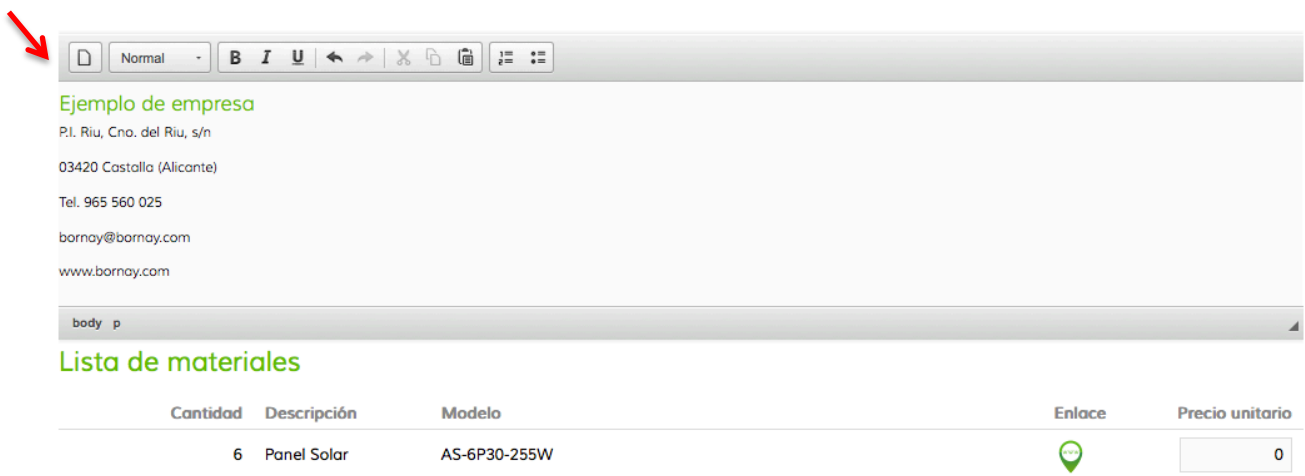 Normal B I U
Ejemplo de empresa
P.I. Riu, Cno. del Riu, s/n
03420 Castalla (Alicante)
Tel. 965 560 025
bornay@bornay.com
www.bornay.com
body p
Lista de materiales
Cantidad Descripción Modelo Enlace Precio unitario
6 Panel Solar AS-6P30-255W 0